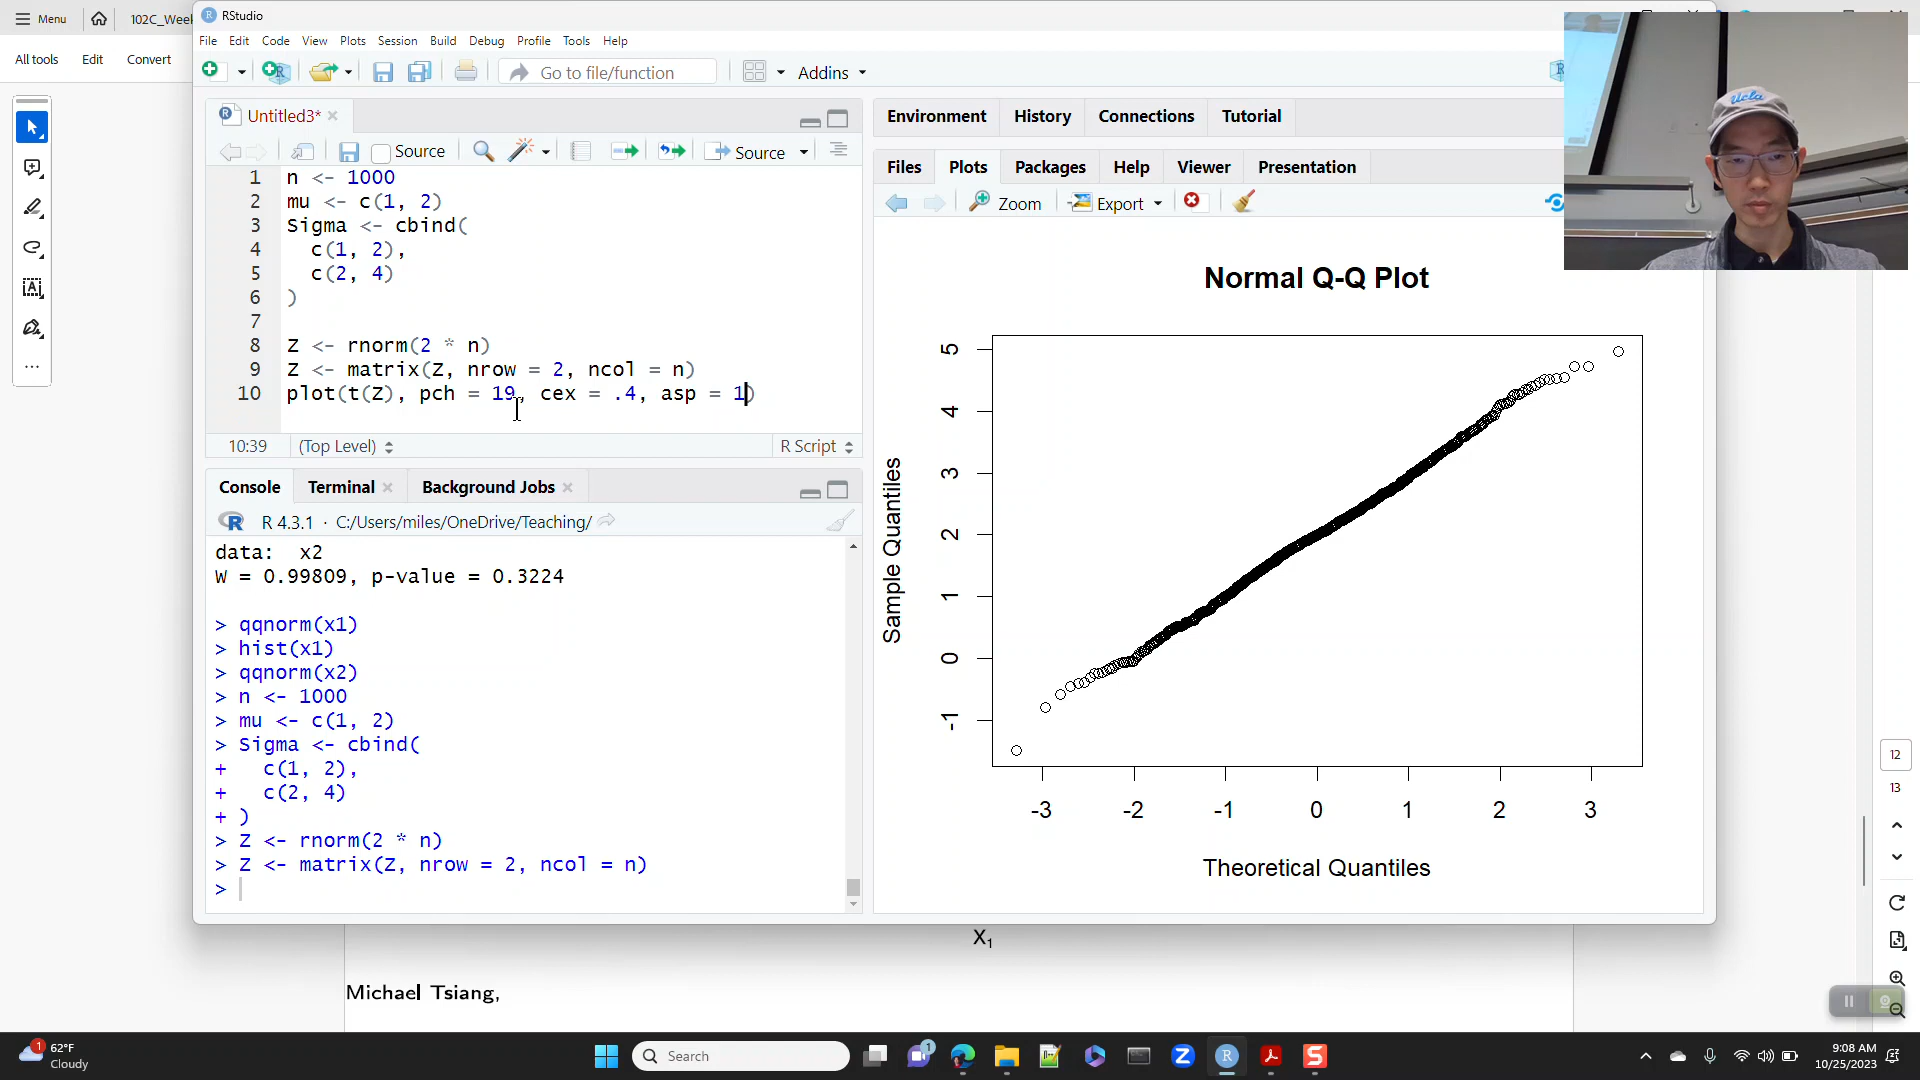 Menu
102C_Week
RStudio
File Edit Code View Plots Session Build Debug Profile Tools Help
All tools Edit Convert
Go to file/function
Addins
Untitled3*
Source
Source
1 n <- 1000
2 mu <- c(1, 2)
3 Sigma <- cbind(
4 c(1, 2),
5 c(2, 4)
6 )
7
8 Z <- rnorm(2 * n)
9 Z <- matrix(Z, nrow = 2, ncol = n)
10 plot(t(Z), pch = 19, cex = .4, asp = 1)
10:39 (Top Level) R Script
Console Terminal Background Jobs
R 4.3.1 · C:/Users/miles/OneDrive/Teaching/
data: x2
W = 0.99809, p-value = 0.3224
> qqnorm(x1)
> hist(x1)
> qqnorm(x2)
> n <- 1000
> mu <- c(1, 2)
> Sigma <- cbind(
+ c(1, 2),
+ c(2, 4)
+ )
> Z <- rnorm(2 * n)
> Z <- matrix(Z, nrow = 2, ncol = n)
>
Environment History Connections Tutorial
Files Plots Packages Help Viewer Presentation
Zoom Export
Normal Q-Q Plot
Sample Quantiles
5
4
3
2
1
0
-1
-3 -2 -1 0 1 2 3
Theoretical Quantiles
Ucla
12
13
X₁
Michael Tsiang,
1
62°F
Cloudy
Search
1
9:08 AM
10/25/2023